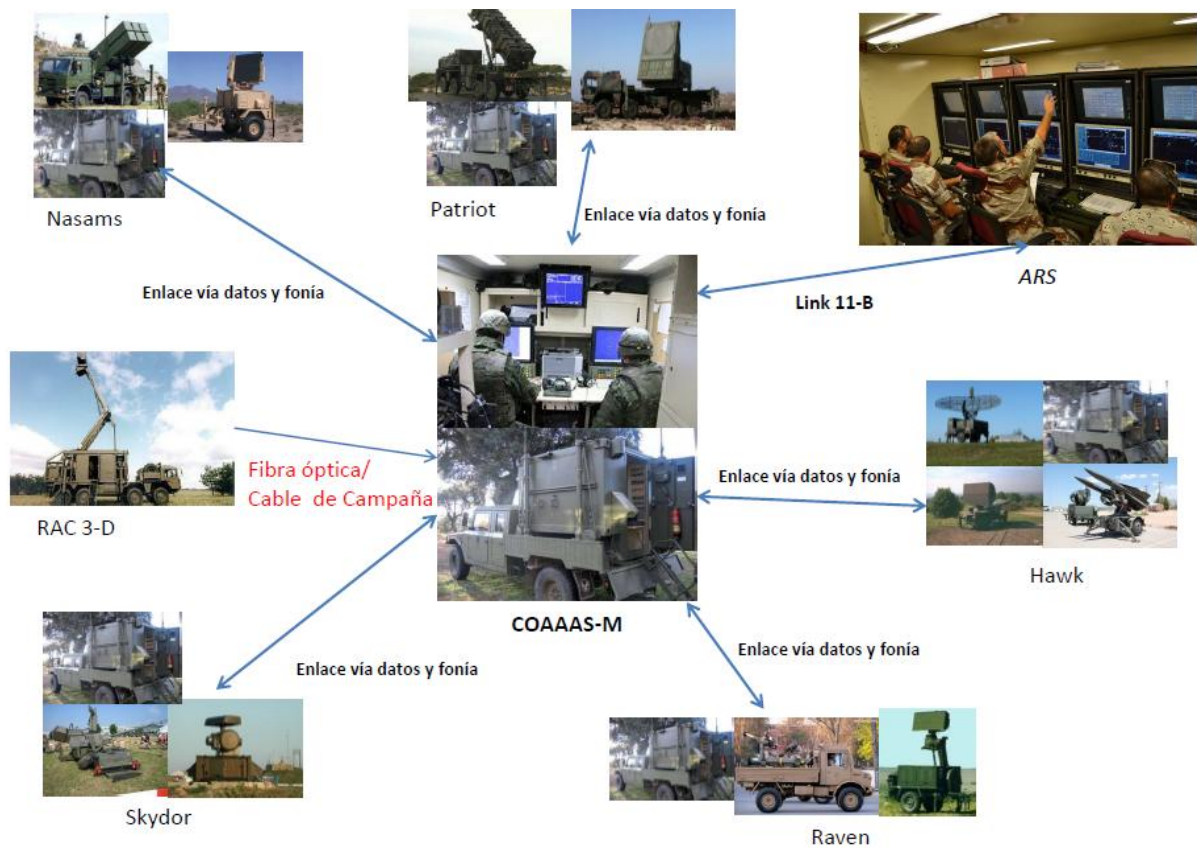 Nasams
Patriot
Enlace vía datos y fonía
ARS
Enlace vía datos y fonía
Link 11-B
RAC 3-D
Fibra óptica/
Cable de Campaña
Enlace vía datos y fonía
Hawk
COAAAS-M
Enlace vía datos y fonía
Enlace vía datos y fonía
Skydor
Raven